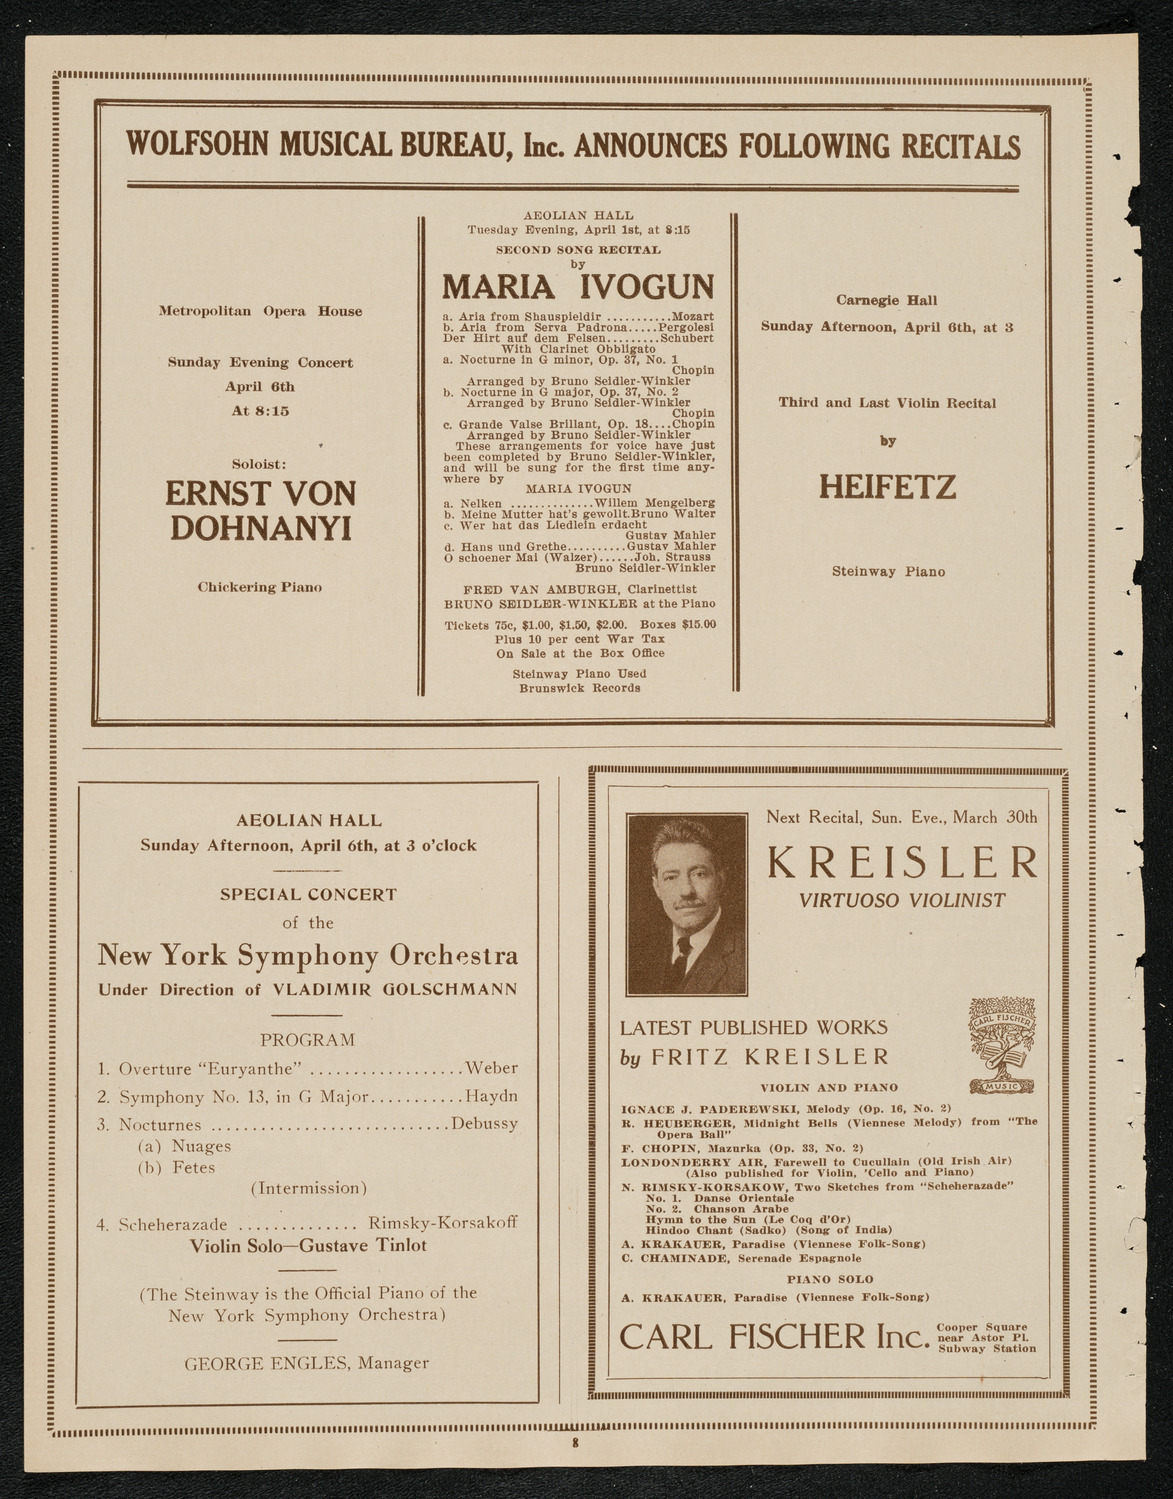 WOLFSOHN MUSICAL BUREAU, Inc. ANNOUNCES FOLLOWING RECITALS
Metropolitan Opera House
Sunday Evening Concert
April 6th
At 8:15
Soloist:
ERNST VON
DOHNANYI
Chickering Piano
AEOLIAN HALL
Tuesday Evening, April 1st, at 8:15
SECOND SONG RECITAL
by
MARIA IVOGUN
a. Aria from Shauspieldir ...........Mozart
b. Aria from Serva Padrona.....Pergolesi
Der Hirt auf dem Felsen.........Schubert
With Clarinet Obbligato
a. Nocturne in G minor, Op. 37, No. 1
Chopin
Arranged by Bruno Seidler-Winkler
b. Nocturne in G major, Op. 37, No. 2
Arranged by Bruno Seidler-Winkler
Chopin
c. Grande Valse Brillant, Op. 18....Chopin
Arranged by Bruno Seidler-Winkler
These arrangements for voice have just
been completed by Bruno Seidler-Winkler,
and will be sung for the first time any-
where by
MARIA IVOGUN
a. Nelken ..............Willem Mengelberg
b. Meine Mutter hat's gewollt.Bruno Walter
c. Wer hat das Liedlein erdacht
Gustav Mahler
d. Hans und Grethe..........Gustav Mahler
O schoener Mai (Walzer)......Joh. Strauss
Bruno Seidler-Winkler
FRED VAN AMBURGH, Clarinettist
BRUNO SEIDLER-WINKLER at the Piano
Tickets 75c, $1.00, $1.50, $2.00. Boxes $15.00
Plus 10 per cent War Tax
On Sale at the Box Office
Steinway Piano Used
Brunswick Records
Carnegie Hall
Sunday Afternoon, April 6th, at 3
Third and Last Violin Recital
by
HEIFETZ
Steinway Piano
AEOLIAN HALL
Sunday Afternoon, April 6th, at 3 o'clock
SPECIAL CONCERT
of the
New York Symphony Orchestra
Under Direction of VLADIMIR GOLSCHMANN
PROGRAM
1. Overture "Euryanthe" ..................Weber
2. Symphony No. 13, in G Major...........Haydn
3. Nocturnes ............................Debussy
(a) Nuages
(b) Fetes
(Intermission)
4. Scheherazade .............. Rimsky-Korsakoff
Violin Solo—Gustave Tinlot
(The Steinway is the Official Piano of the
New York Symphony Orchestra)
GEORGE ENGLES, Manager
Next Recital, Sun. Eve., March 30th
KREISLER
VIRTUOSO VIOLINIST
LATEST PUBLISHED WORKS
by FRITZ KREISLER
CARL FISCHER
MUSIC
VIOLIN AND PIANO
IGNACE J. PADEREWSKI, Melody (Op. 16, No. 2)
R. HEUBERGER, Midnight Bells (Viennese Melody) from "The
Opera Ball"
F. CHOPIN, Mazurka (Op. 33, No. 2)
LONDONDERRY AIR, Farewell to Cucullain (Old Irish Air)
(Also published for Violin, 'Cello and Piano)
N. RIMSKY-KORSAKOW, Two Sketches from "Scheherazade"
No. 1. Danse Orientale
No. 2. Chanson Arabe
Hymn to the Sun (Le Coq d'Or)
Hindoo Chant (Sadko) (Song of India)
A. KRAKAUER, Paradise (Viennese Folk-Song)
C. CHAMINADE, Serenade Espagnole
PIANO SOLO
A. KRAKAUER, Paradise (Viennese Folk-Song)
CARL FISCHER Inc.
Cooper Square
near Astor Pl.
Subway Station
8